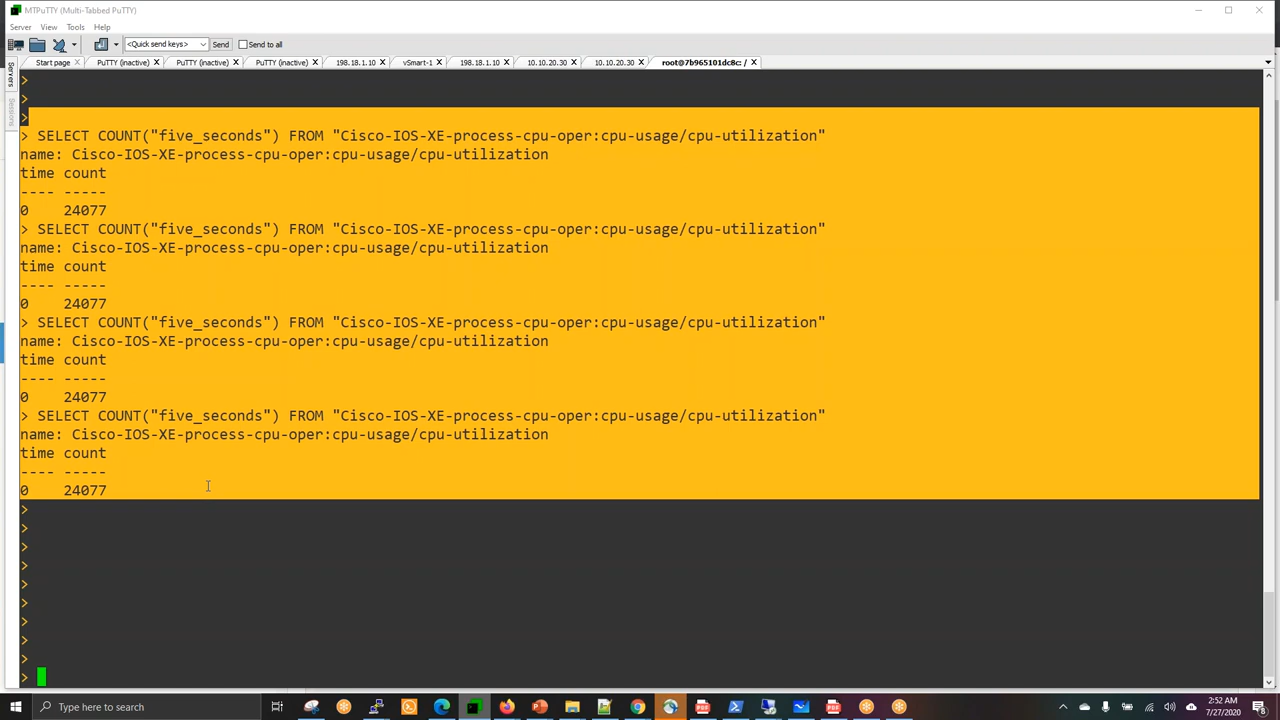 MTPuTTY (Multi-Tabbed PuTTY)
Server View Tools Help
<Quick send keys> Send Send to all
Start page PuTTY (inactive) PuTTY (inactive) PuTTY (inactive) 198.18.1.10 vSmart-1 198.18.1.10 10.10.20.30 10.10.20.30 root@7b965101dc8c: /
Servers
Sessions
>
>
>
> SELECT COUNT("five_seconds") FROM "Cisco-IOS-XE-process-cpu-oper:cpu-usage/cpu-utilization"
name: Cisco-IOS-XE-process-cpu-oper:cpu-usage/cpu-utilization
time count
---- -----
0 24077
> SELECT COUNT("five_seconds") FROM "Cisco-IOS-XE-process-cpu-oper:cpu-usage/cpu-utilization"
name: Cisco-IOS-XE-process-cpu-oper:cpu-usage/cpu-utilization
time count
---- -----
0 24077
> SELECT COUNT("five_seconds") FROM "Cisco-IOS-XE-process-cpu-oper:cpu-usage/cpu-utilization"
name: Cisco-IOS-XE-process-cpu-oper:cpu-usage/cpu-utilization
time count
---- -----
0 24077
> SELECT COUNT("five_seconds") FROM "Cisco-IOS-XE-process-cpu-oper:cpu-usage/cpu-utilization"
name: Cisco-IOS-XE-process-cpu-oper:cpu-usage/cpu-utilization
time count
---- -----
0 24077
>
>
>
>
>
>
>
>
>
>
Type here to search
2:52 AM
7/27/2020